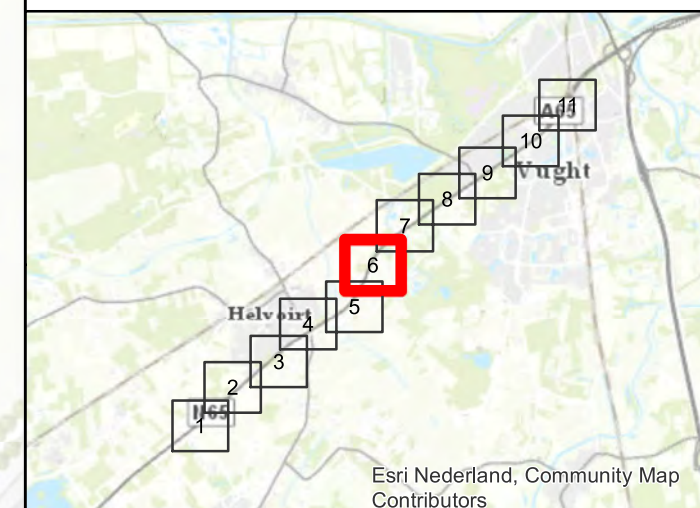 11
A65
10
Vught
9
8
7
6
5
Helvoirt
4
3
2
N65
1
Esri Nederland, Community Map
Contributors